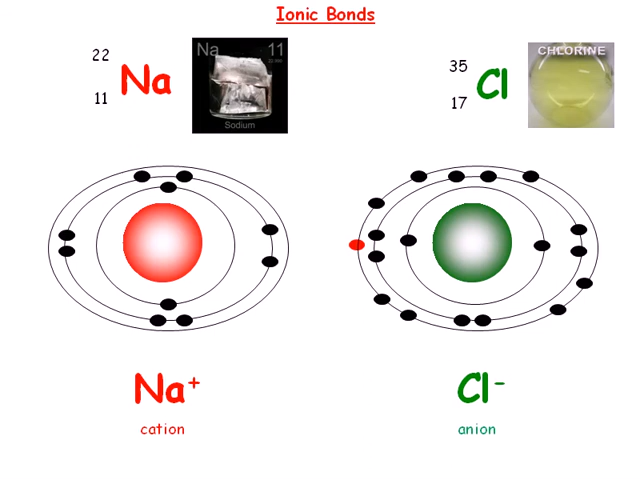 Ionic Bonds
22
11
Na
Na 11
Sodium
35
17
Cl
CHLORINE
Na+
cation
Cl−
anion